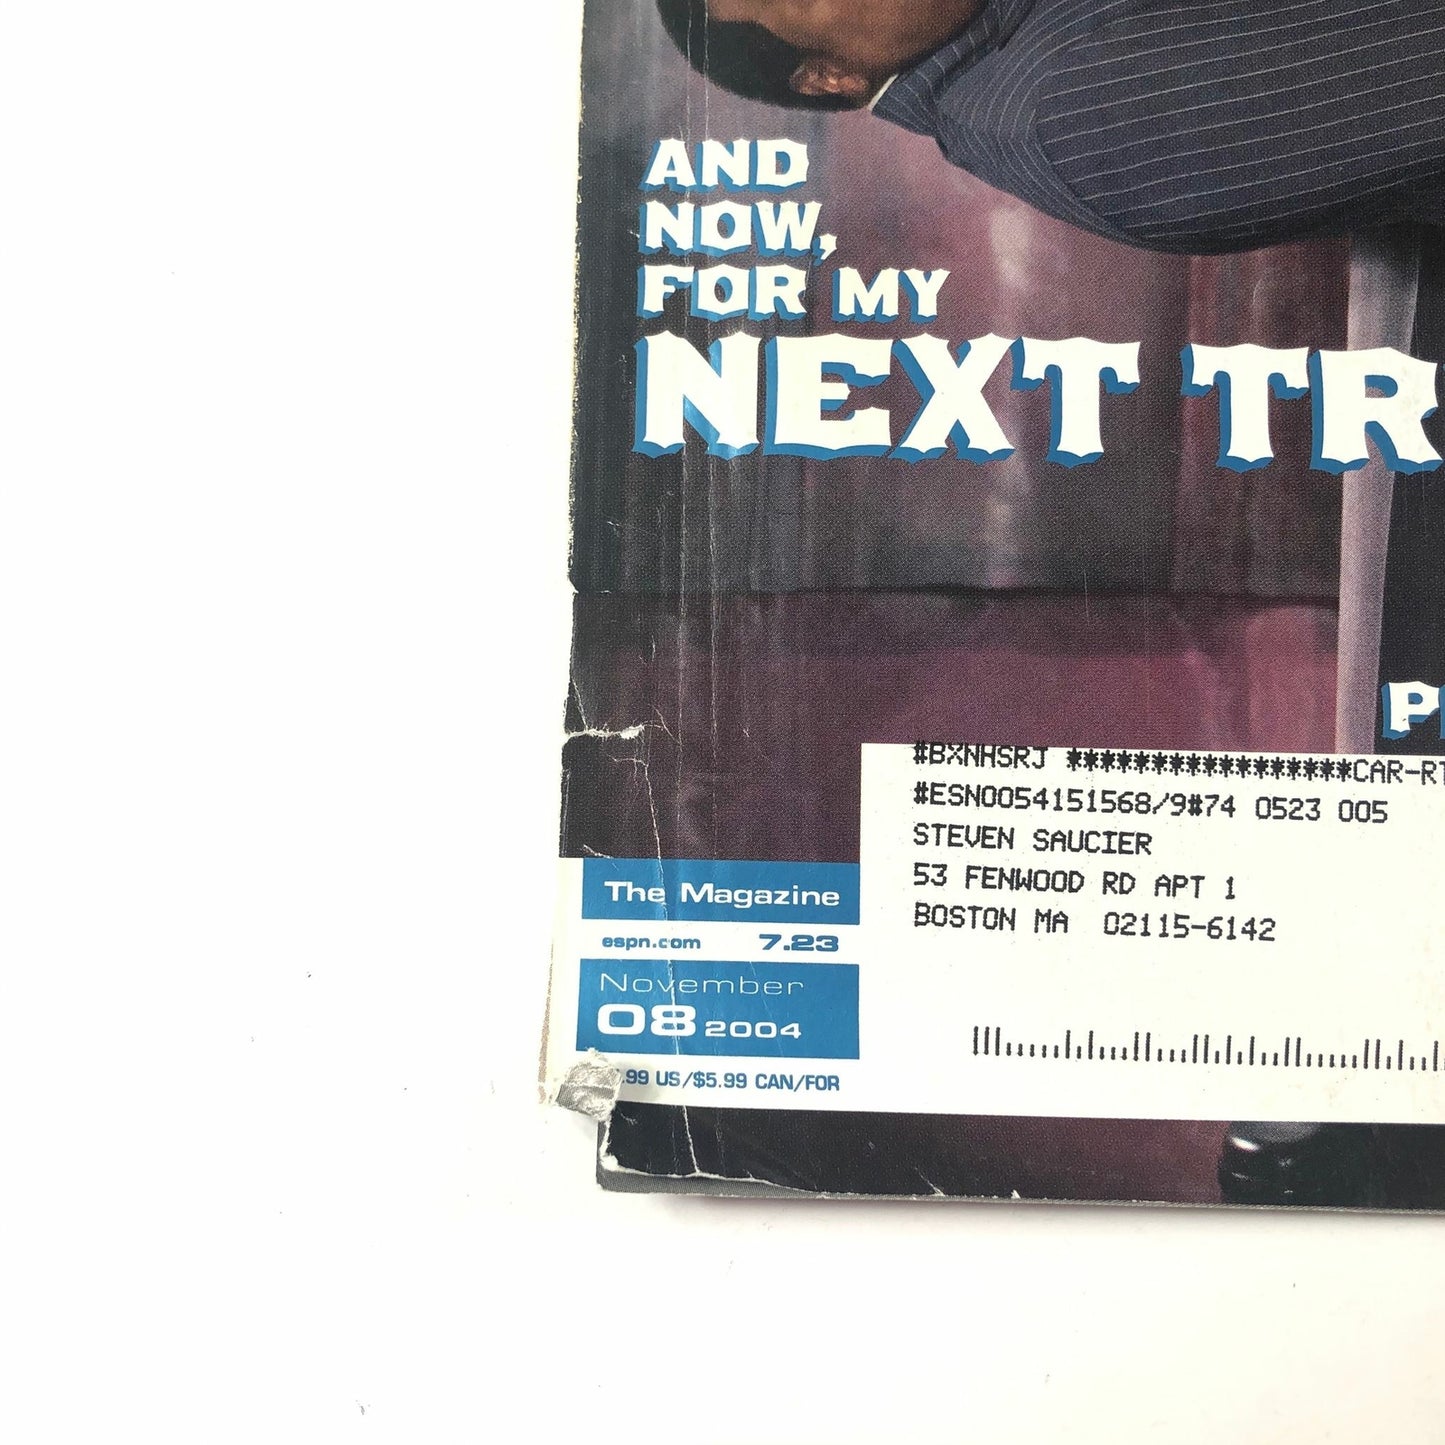 AND
NOW,
FOR MY
NEXT TR
P
#BXNHSRJ *****************CAR-RT
#ESN0054151568/9#74 0523 005
STEVEN SAUCIER
53 FENWOOD RD APT 1
BOSTON MA 02115-6142
The Magazine
espn.com 7.23
November
08 2004
.99 US/$5.99 CAN/FOR